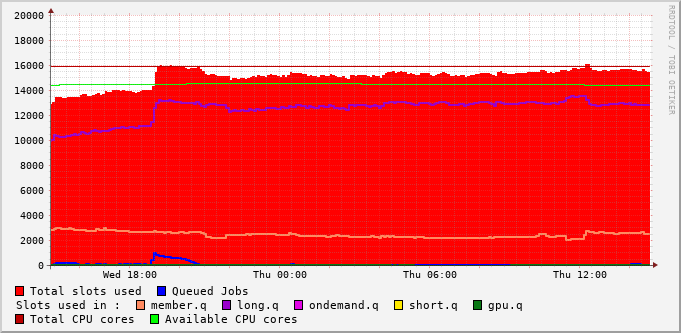 20000
18000
16000
14000
12000
10000
8000
6000
4000
2000
0
Wed 18:00 Thu 00:00 Thu 06:00 Thu 12:00
RRDTOOL / TOBI OETIKER
Total slots used Queued Jobs
Slots used in : member.q long.q ondemand.q short.q gpu.q
Total CPU cores Available CPU cores